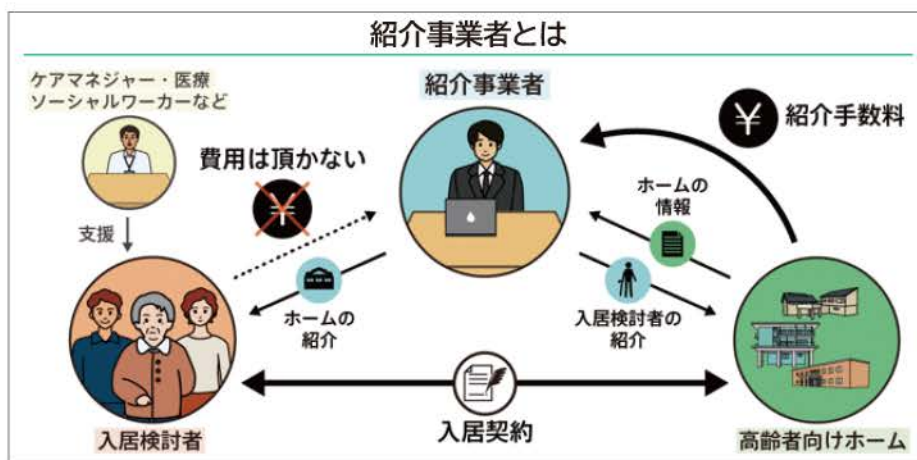 紹介事業者とは
ケアマネジャー・医療
ソーシャルワーカーなど
紹介事業者
¥
紹介手数料
費用は頂かない
¥
ホームの
情報
支援
ホームの
紹介
入居検討者の
紹介
入居契約
入居検討者
高齢者向けホーム